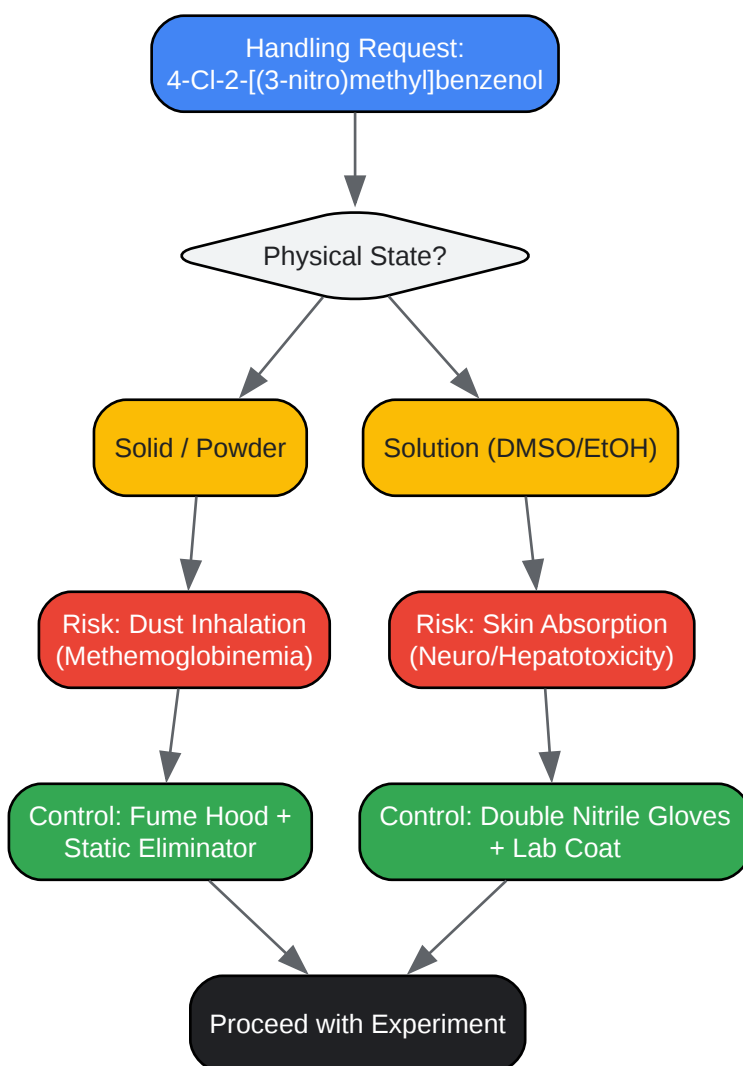 Handling Request:
4-Cl-2-[(3-nitro)methyl]benzenol
Physical State?
Solid / Powder
Solution (DMSO/EtOH)
Risk: Dust Inhalation
(Methemoglobinemia)
Risk: Skin Absorption
(Neuro/Hepatotoxicity)
Control: Fume Hood +
Static Eliminator
Control: Double Nitrile Gloves
+ Lab Coat
Proceed with Experiment